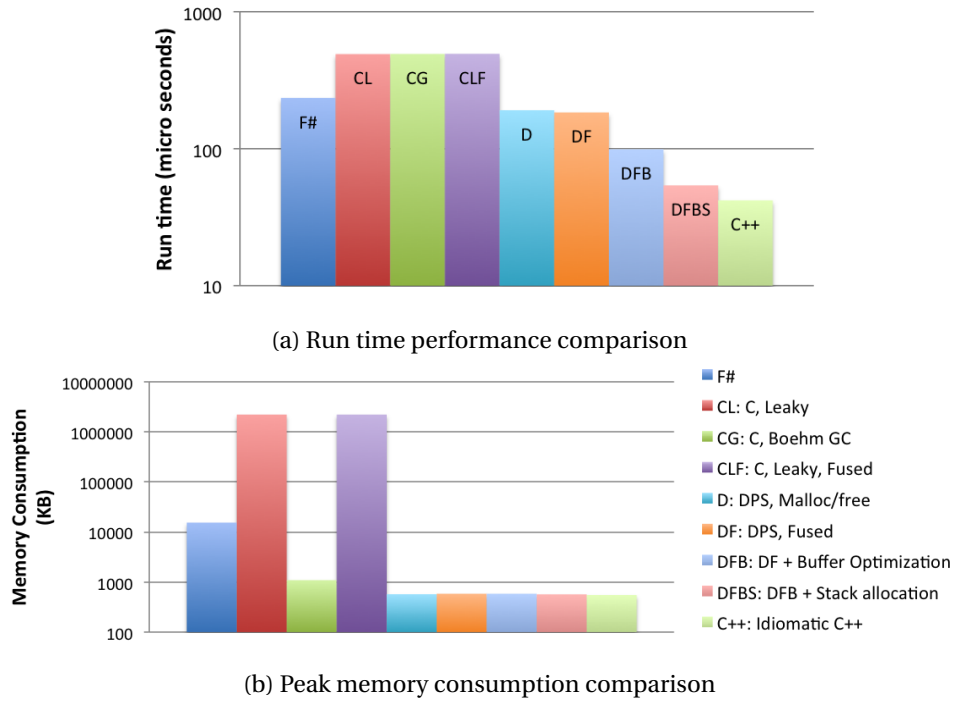 1000
100
10
Run time (micro seconds)
F#
CL
CG
CLF
D
DF
DFB
DFBS
C++
(a) Run time performance comparison
10000000
1000000
100000
10000
1000
100
Memory Consumption
(KB)
F#
CL: C, Leaky
CG: C, Boehm GC
CLF: C, Leaky, Fused
D: DPS, Malloc/free
DF: DPS, Fused
DFB: DF + Buffer Optimization
DFBS: DFB + Stack allocation
C++: Idiomatic C++
(b) Peak memory consumption comparison